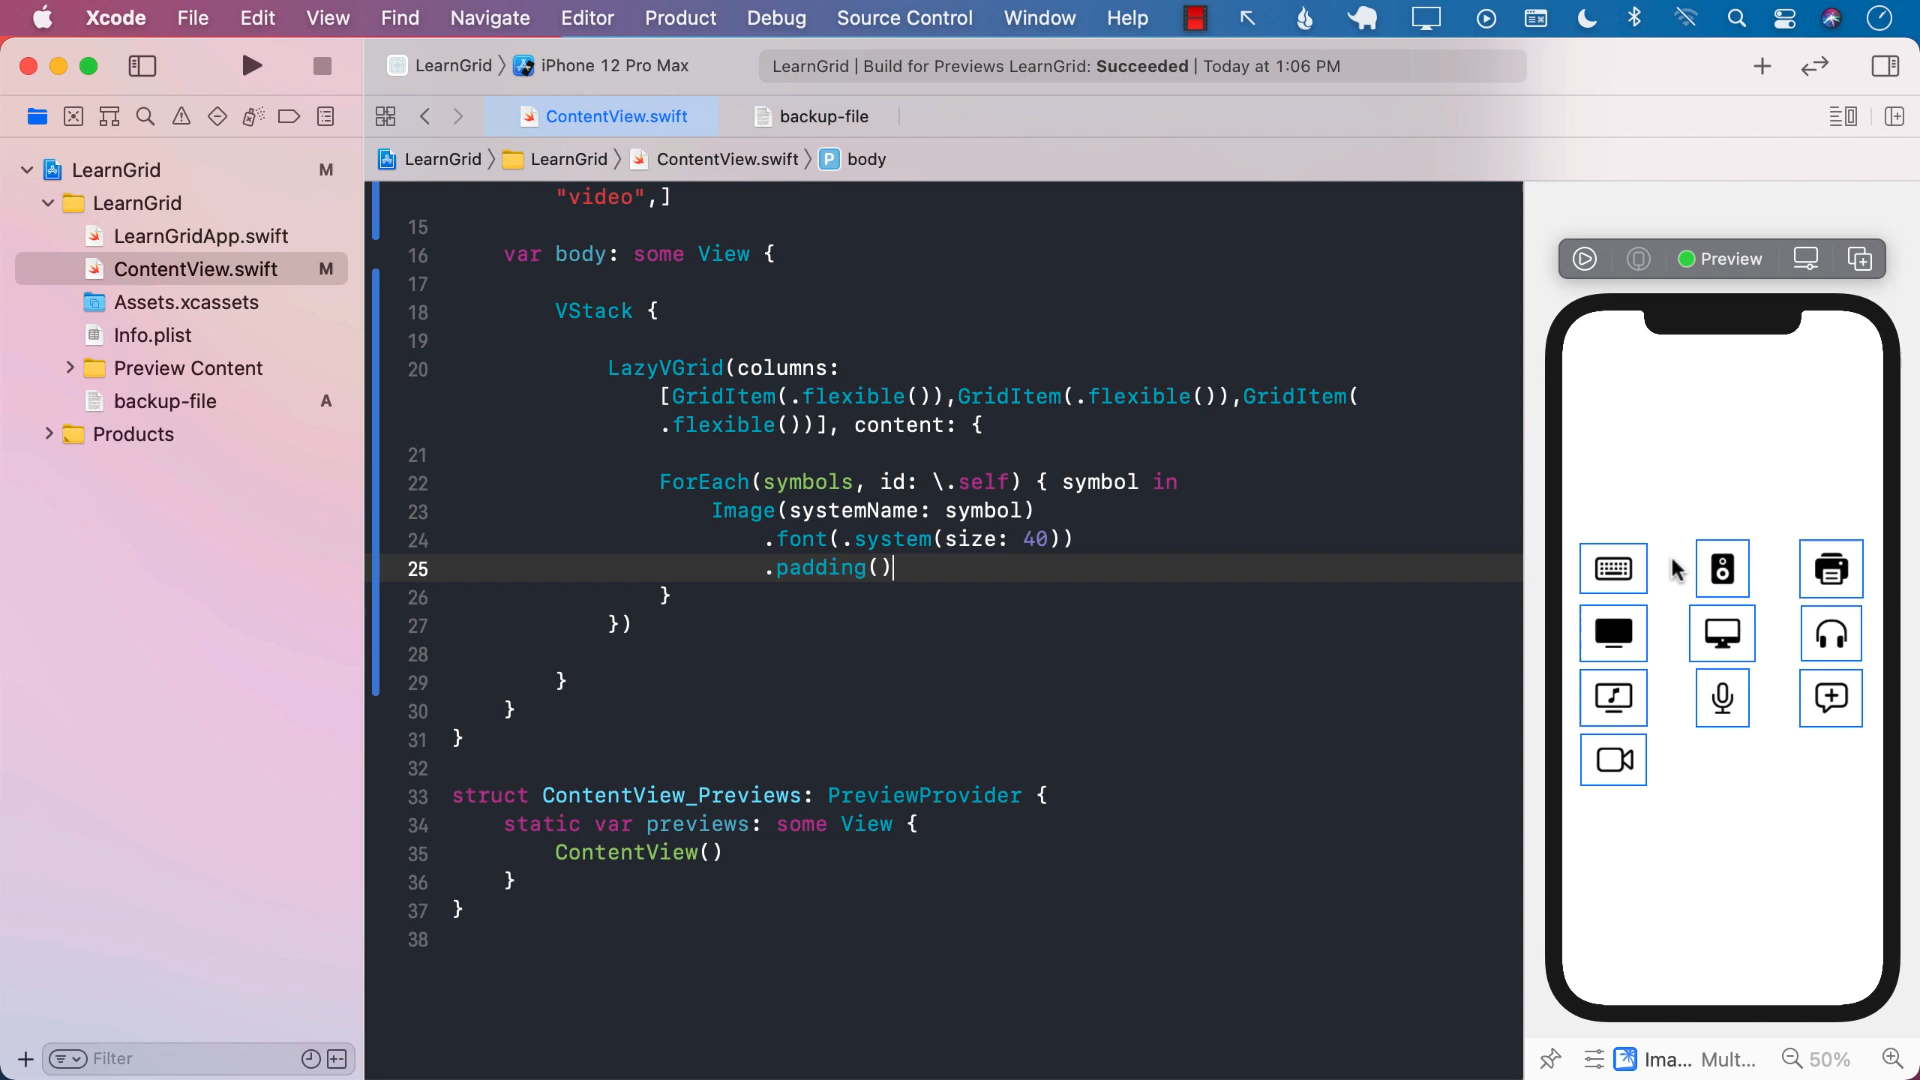 Xcode File Edit View Find Navigate Editor Product Debug Source Control Window Help
LearnGrid iPhone 12 Pro Max
LearnGrid | Build for Previews LearnGrid: Succeeded | Today at 1:06 PM
ContentView.swift
backup-file
LearnGrid LearnGrid ContentView.swift P body
LearnGrid M
LearnGrid
LearnGridApp.swift
ContentView.swift M
Assets.xcassets
Info.plist
Preview Content
backup-file A
Products
Filter
"video",]
15
16 var body: some View {
17
18 VStack {
19
20 LazyVGrid(columns:
[GridItem(.flexible()),GridItem(.flexible()),GridItem(
.flexible())], content: {
21
22 ForEach(symbols, id: \.self) { symbol in
23 Image(systemName: symbol)
24 .font(.system(size: 40))
25 .padding()
26 }
27 })
28
29 }
30 }
31 }
32
33 struct ContentView_Previews: PreviewProvider {
34 static var previews: some View {
35 ContentView()
36 }
37 }
38
Preview
Ima... Mult... 50%